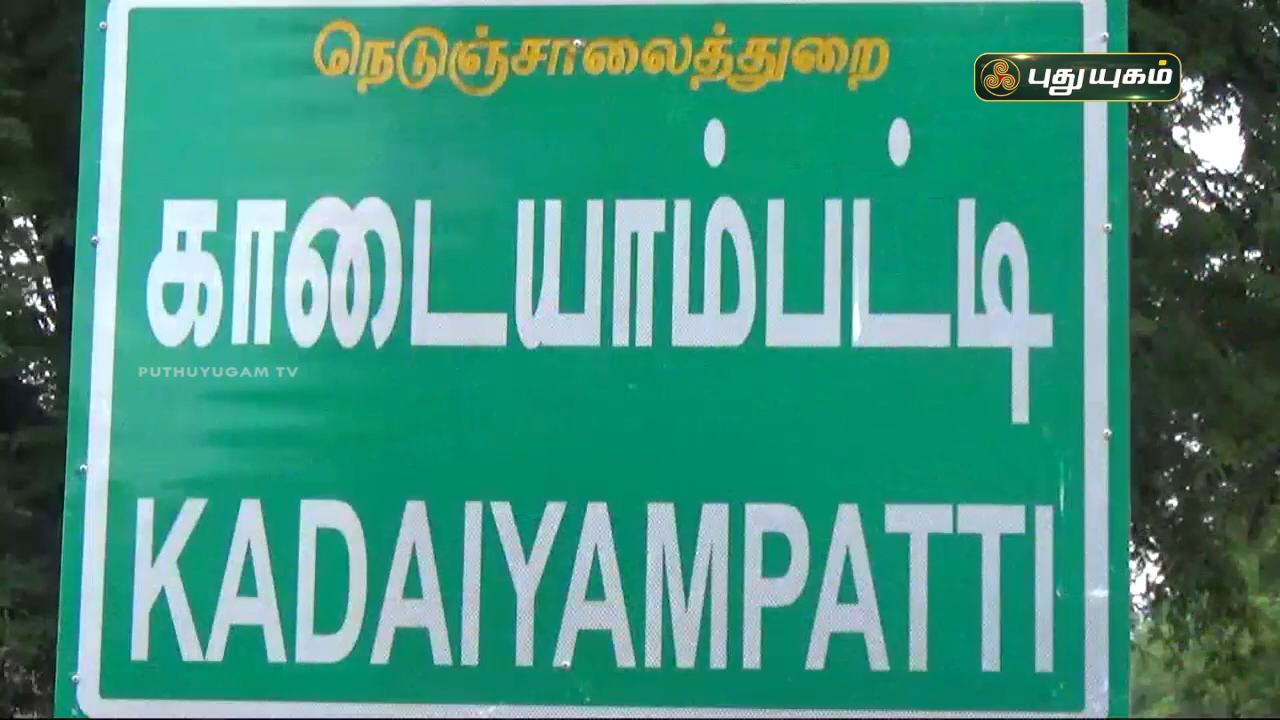 நெடுஞ்சாலைத்துறை
புதுயுகம்
காடையாம்பட்டி
PUTHUYUGAM TV
KADAIYAMPATTI